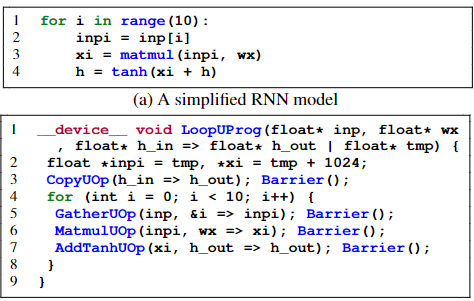 1 for i in range(10):
2 inpi = inp[i]
3 xi = matmul(inpi, wx)
4 h = tanh(xi + h)
(a) A simplified RNN model
1 __device__ void LoopUProg(float* inp, float* wx
, float* h_in => float* h_out | float* tmp) {
2 float *inpi = tmp, *xi = tmp + 1024;
3 CopyUOp(h_in => h_out); Barrier();
4 for (int i = 0; i < 10; i++) {
5 GatherUOp(inp, &i => inpi); Barrier();
6 MatmulUOp(inpi, wx => xi); Barrier();
7 AddTanhUOp(xi, h_out => h_out); Barrier();
8 }
9 }